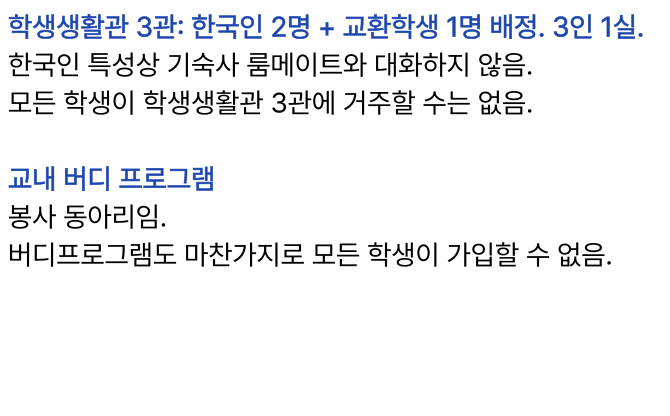 학생생활관 3관: 한국인 2명 + 교환학생 1명 배정. 3인 1실.
한국인 특성상 기숙사 룸메이트와 대화하지 않음.
모든 학생이 학생생활관 3관에 거주할 수는 없음.
교내 버디 프로그램
봉사 동아리임.
버디프로그램도 마찬가지로 모든 학생이 가입할 수 없음.